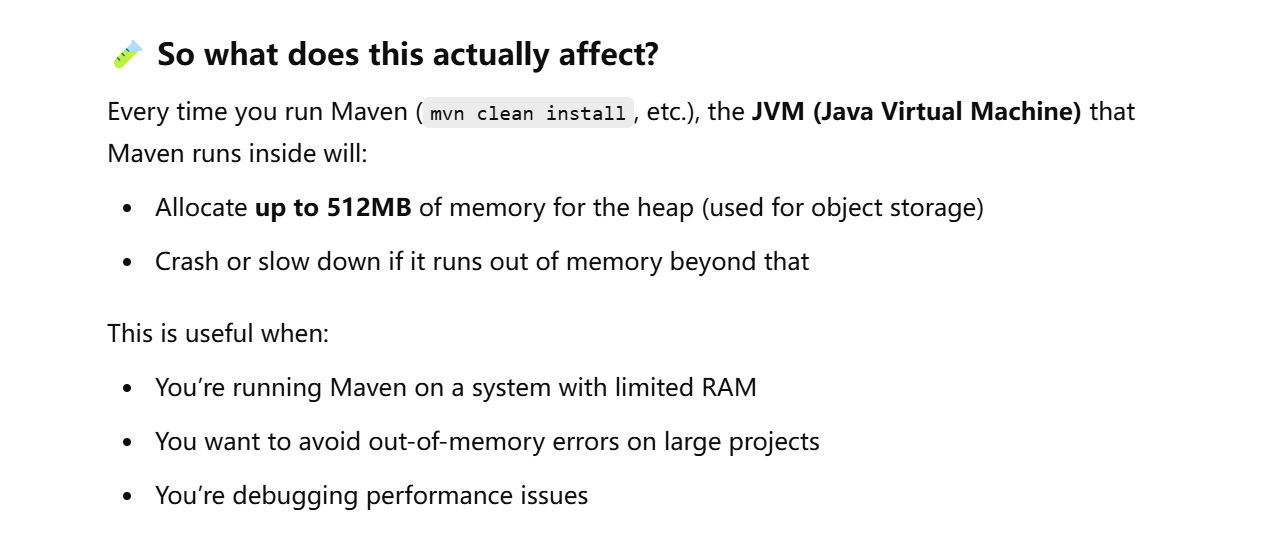 So what does this actually affect?
Every time you run Maven (mvn clean install, etc.), the JVM (Java Virtual Machine) that
Maven runs inside will:
• Allocate up to 512MB of memory for the heap (used for object storage)
• Crash or slow down if it runs out of memory beyond that
This is useful when:
• You’re running Maven on a system with limited RAM
• You want to avoid out-of-memory errors on large projects
• You’re debugging performance issues